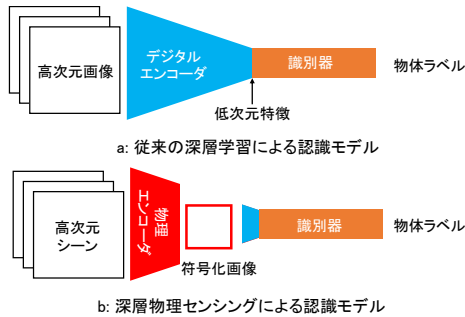 高次元画像
デジタル
エンコーダ
識別器
物体ラベル
低次元特徴
a: 従来の深層学習による認識モデル
高次元
シーン
物理
エンコーダ
符号化画像
識別器
物体ラベル
b: 深層物理センシングによる認識モデル